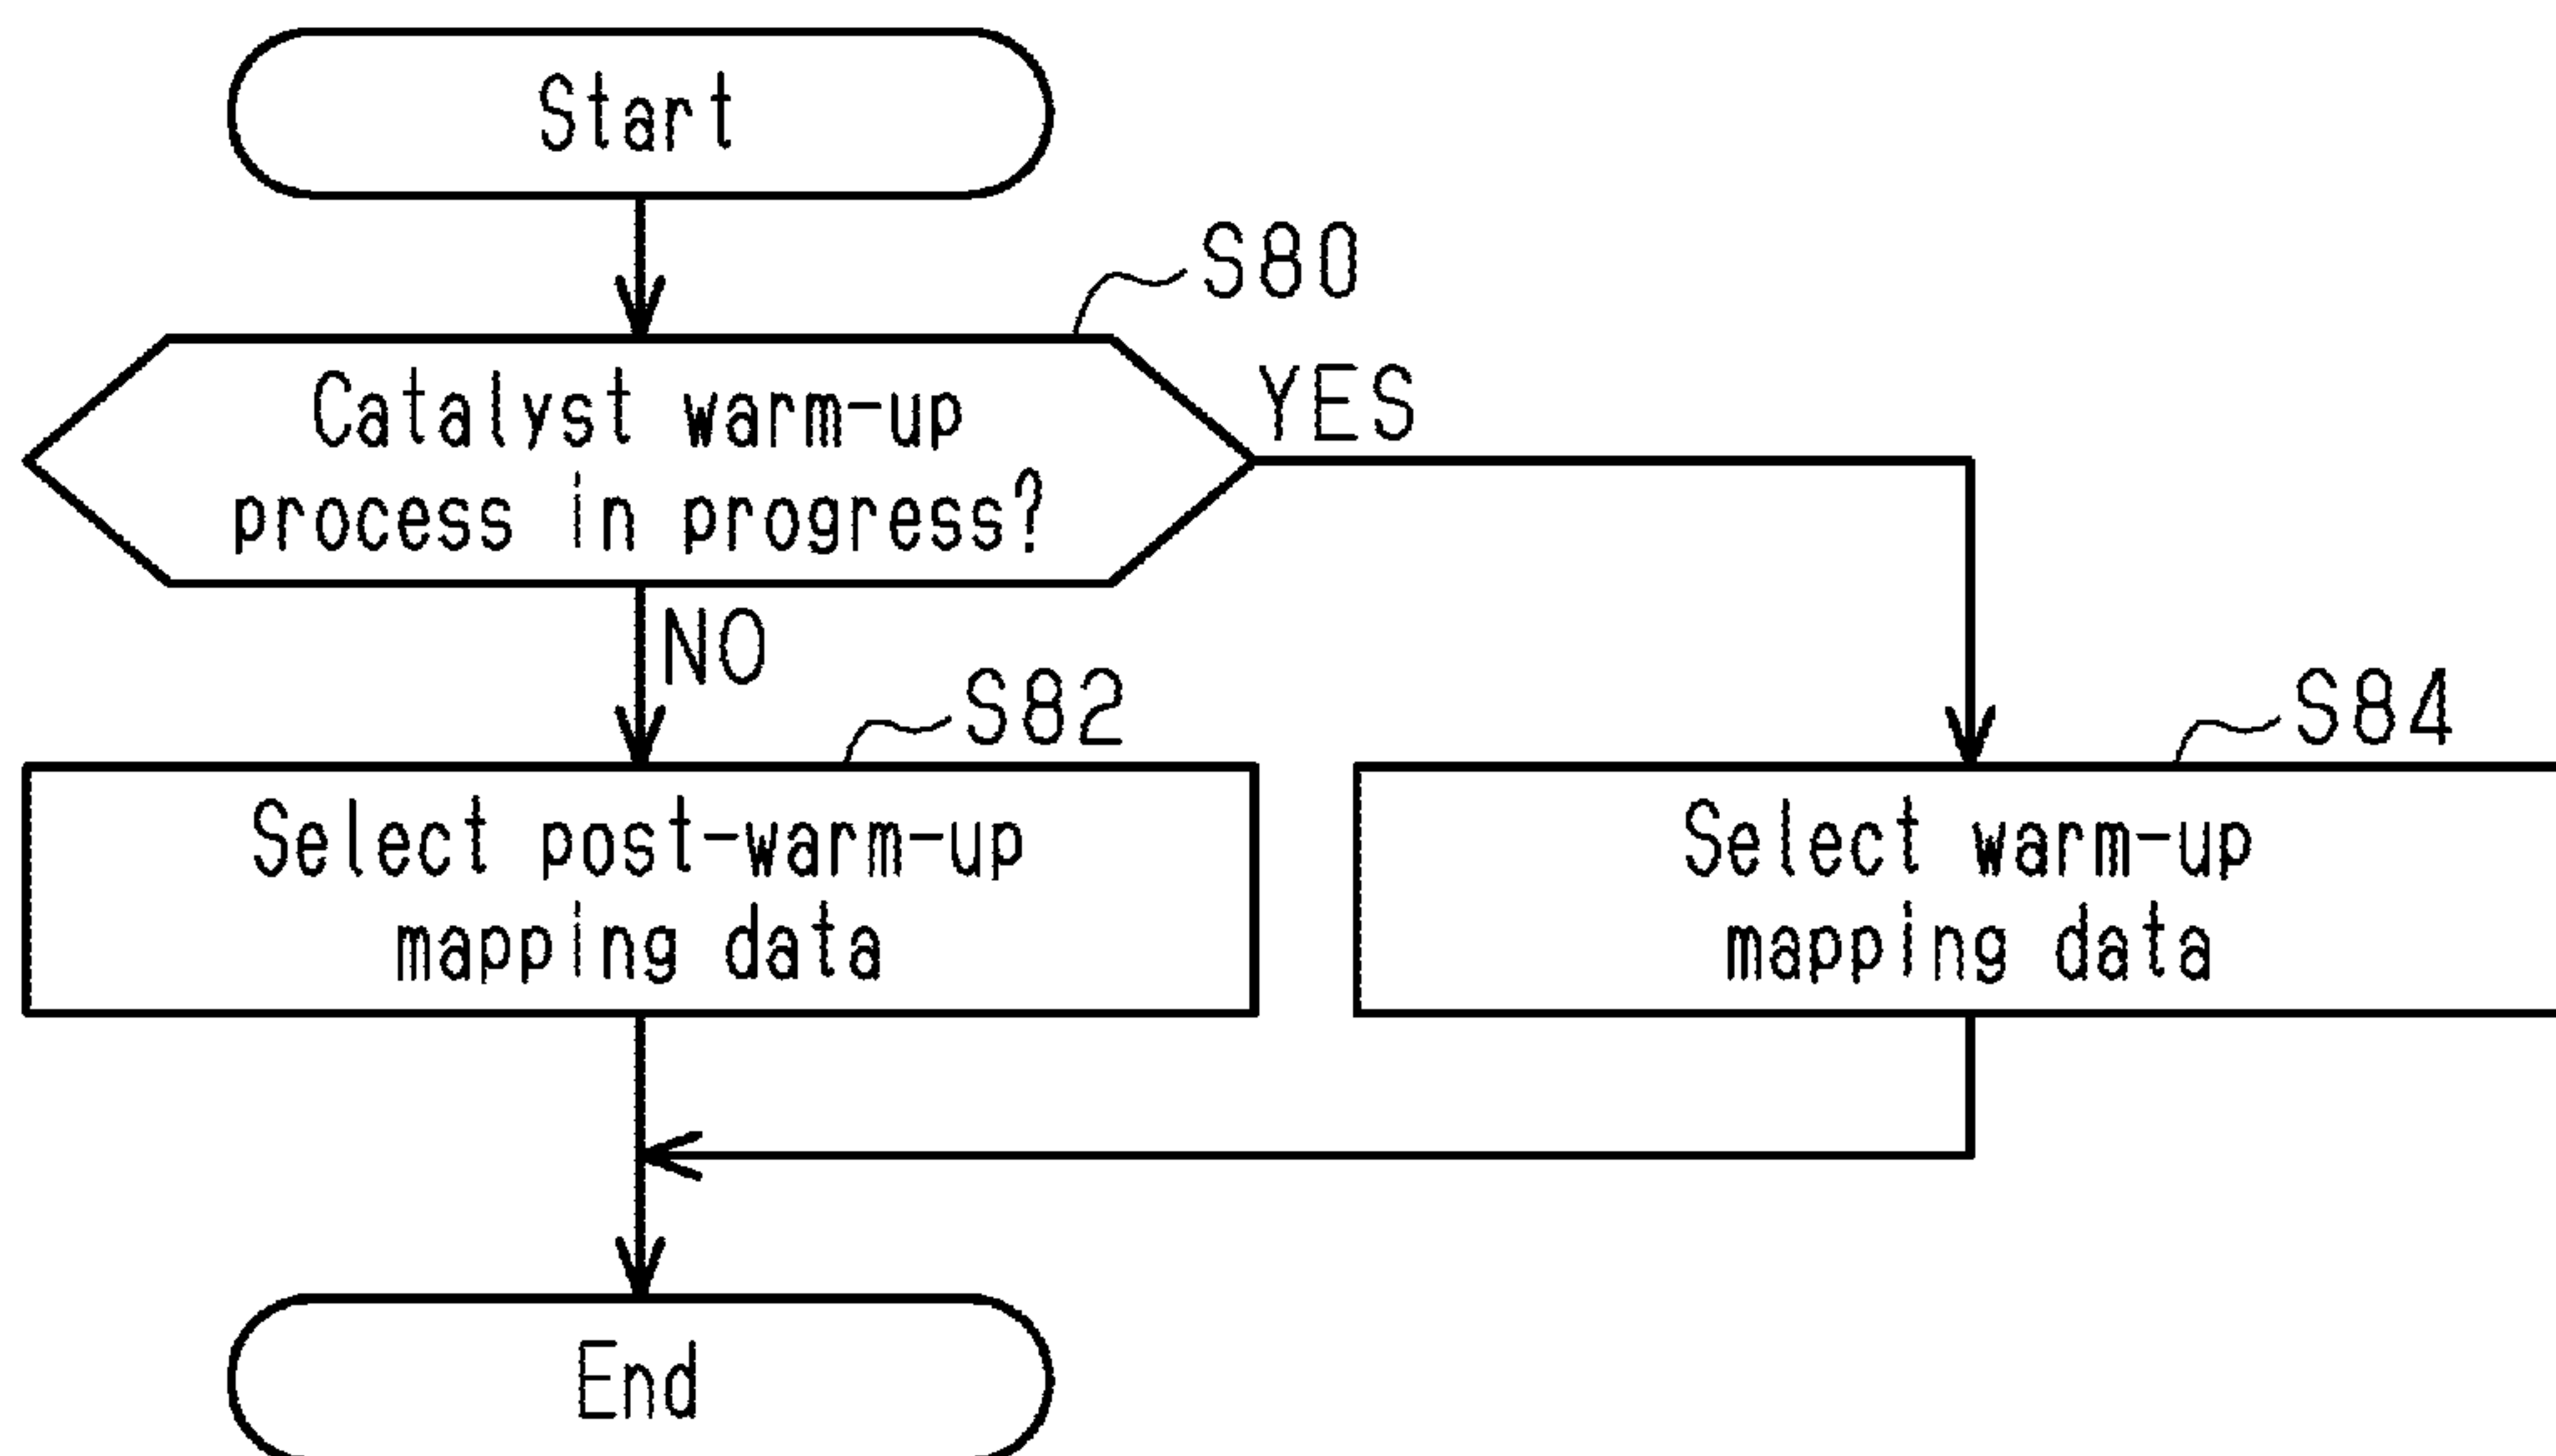 Start
S80
Catalyst warm-up
process in progress?
YES
NO
S82
Select post-warm-up
mapping data
S84
Select warm-up
mapping data
End